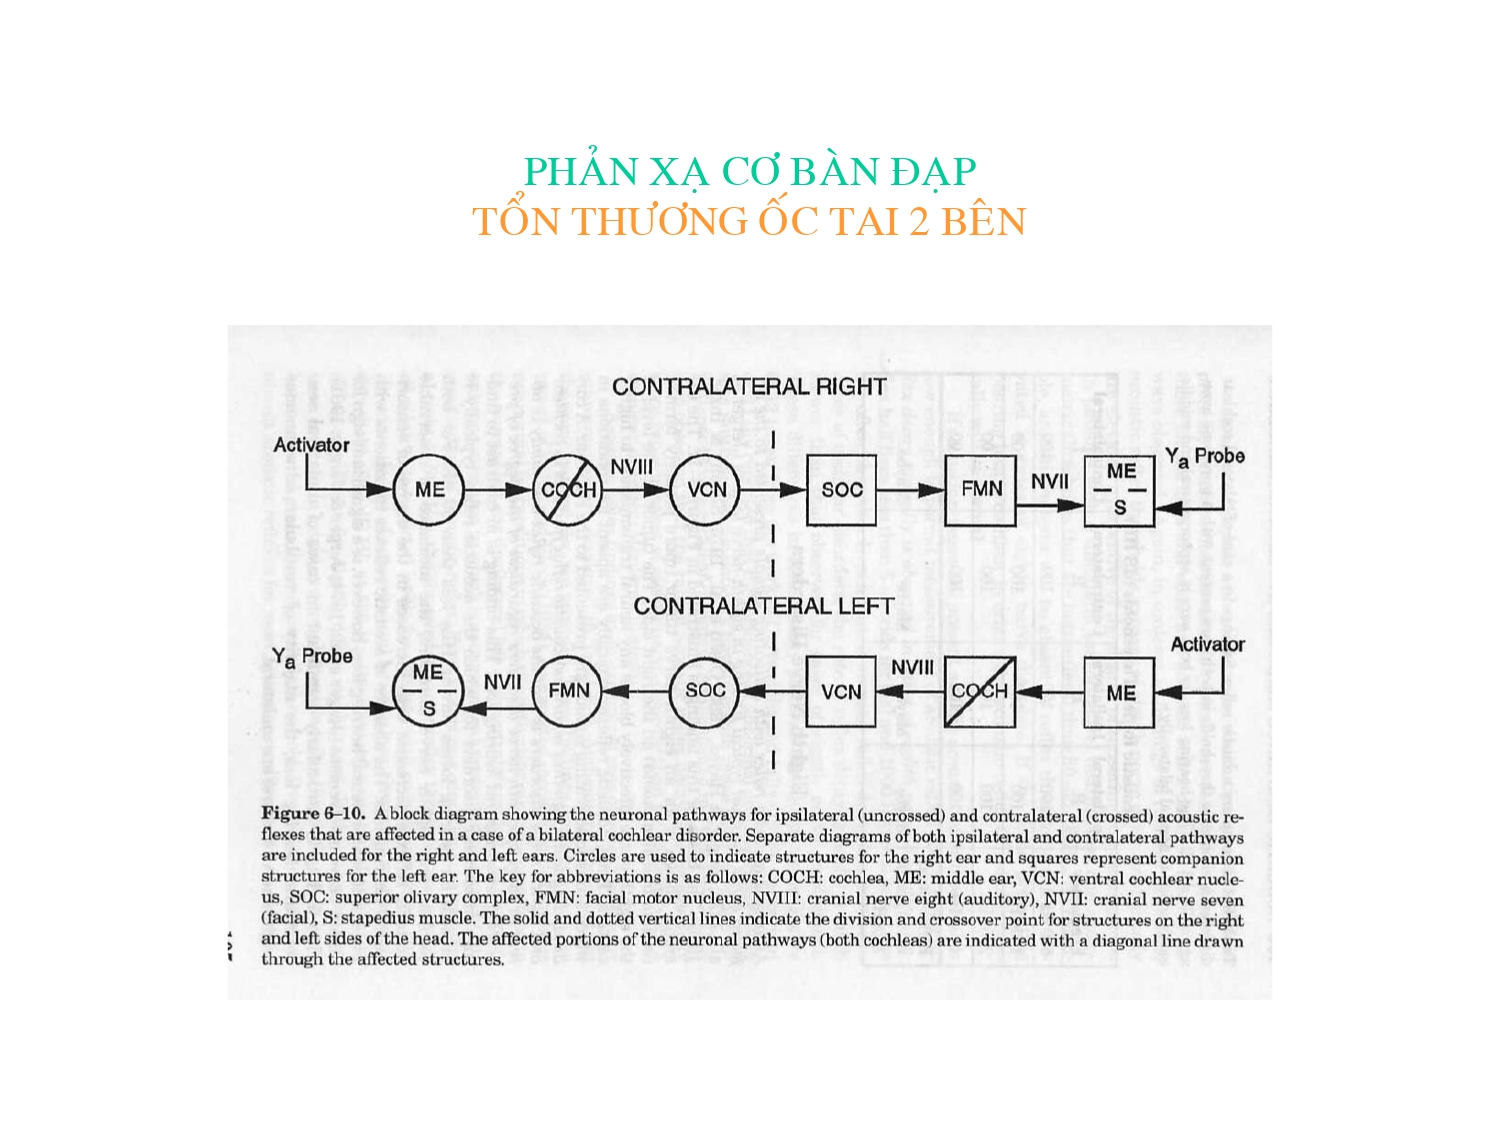 PHẢN XẠ CƠ BÀN ĐẠP
TỔN THƯƠNG ỐC TAI 2 BÊN
CONTRALATERAL RIGHT
Activator
ME
COCH
NVIII
VCN
SOC
FMN
NVII
ME
S
Ya Probe
CONTRALATERAL LEFT
Ya Probe
ME
S
NVII
FMN
SOC
VCN
NVIII
COCH
ME
Activator
Figure 6–10. A block diagram showing the neuronal pathways for ipsilateral (uncrossed) and contralateral (crossed) acoustic re-
flexes that are affected in a case of a bilateral cochlear disorder. Separate diagrams of both ipsilateral and contralateral pathways
are included for the right and left ears. Circles are used to indicate structures for the right ear and squares represent companion
structures for the left ear. The key for abbreviations is as follows: COCH: cochlea, ME: middle ear, VCN: ventral cochlear nucle-
us, SOC: superior olivary complex, FMN: facial motor nucleus, NVIII: cranial nerve eight (auditory), NVII: cranial nerve seven
(facial), S: stapedius muscle. The solid and dotted vertical lines indicate the division and crossover point for structures on the right
and left sides of the head. The affected portions of the neuronal pathways (both cochleas) are indicated with a diagonal line drawn
through the affected structures.